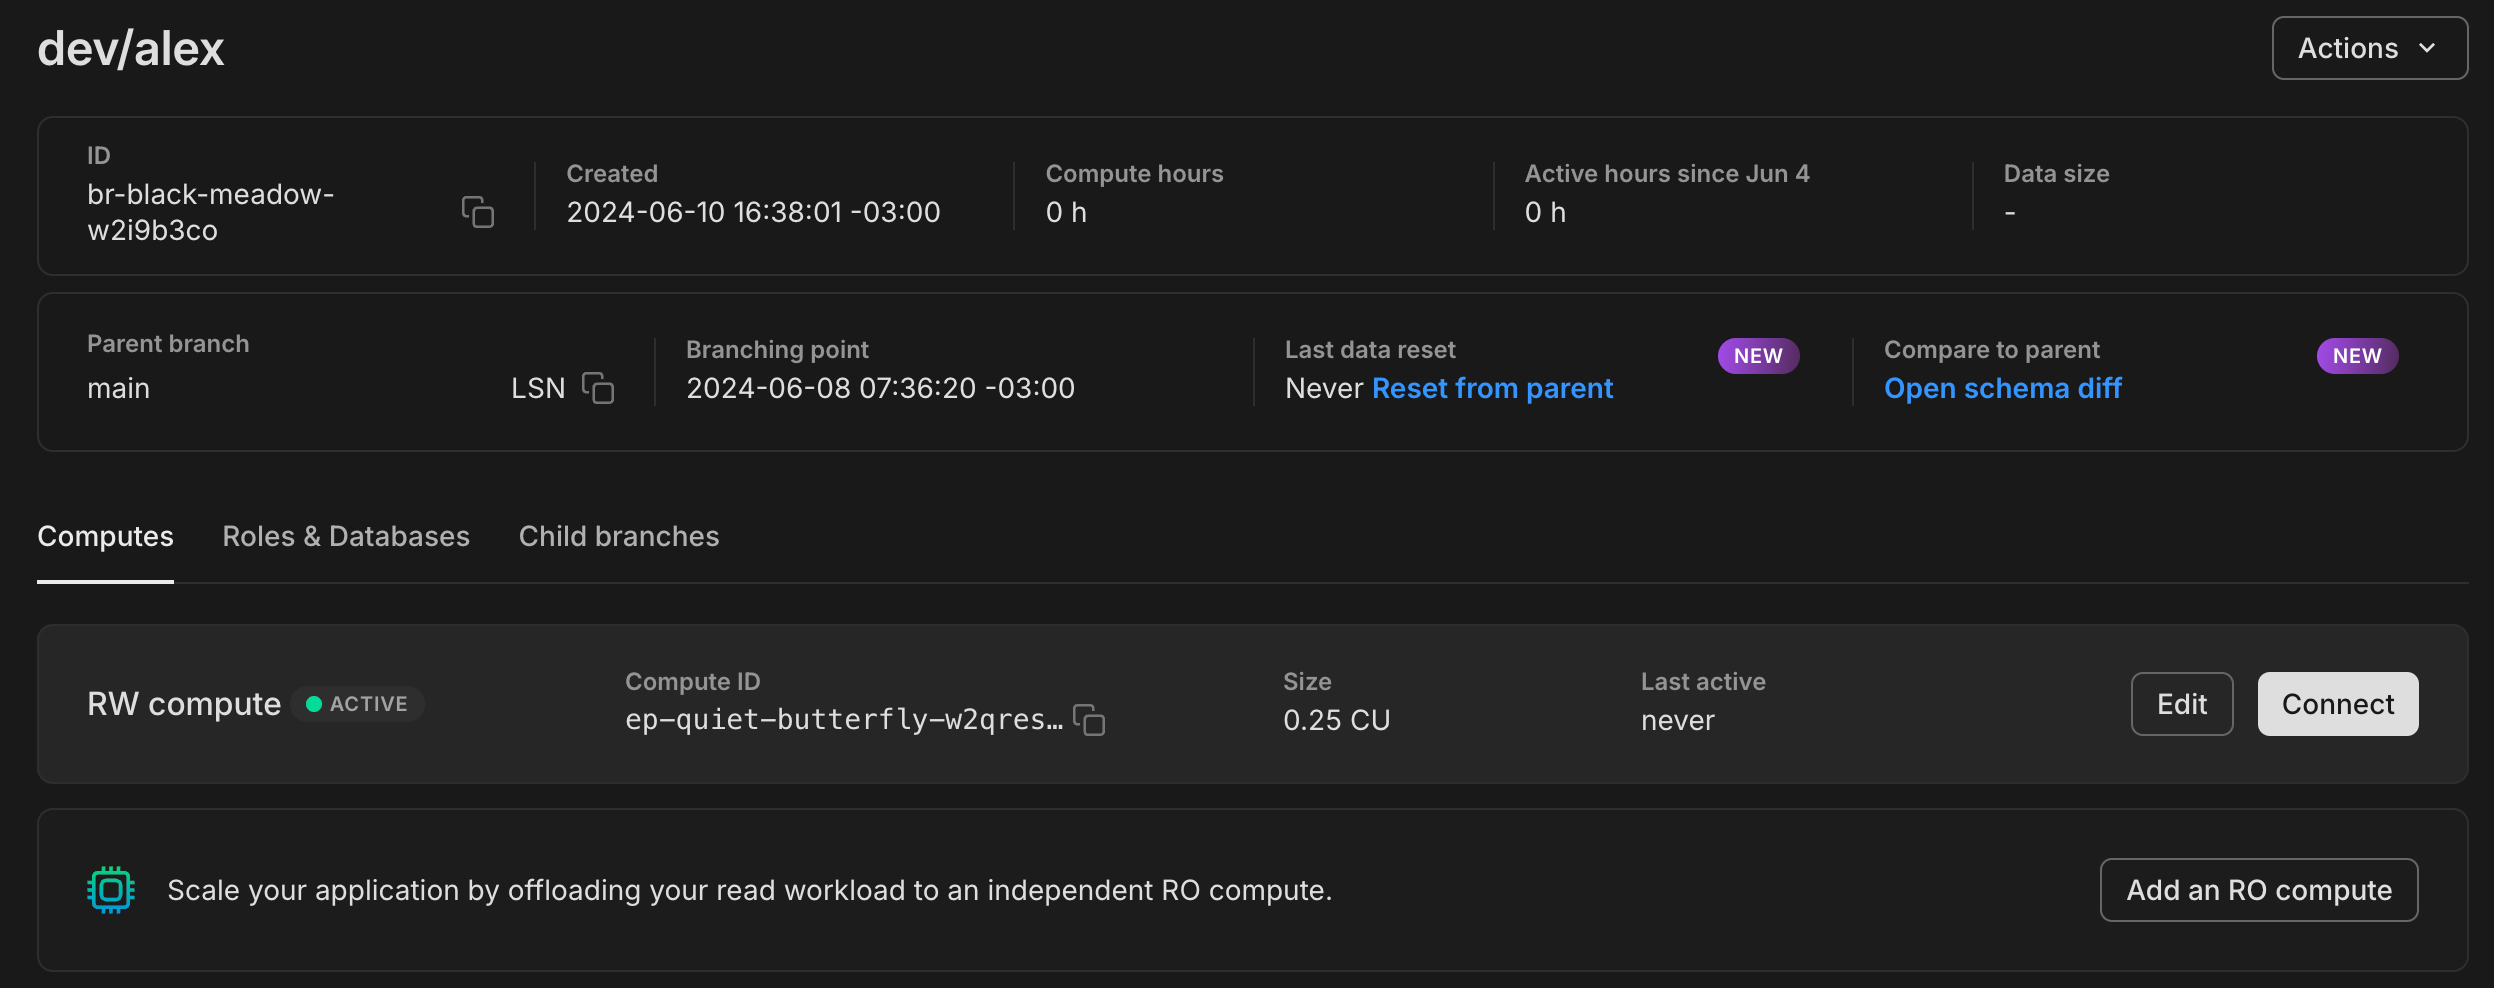 dev/alex
Actions
ID
br-black-meadow-
w2i9b3co
Created
2024-06-10 16:38:01 -03:00
Compute hours
0 h
Active hours since Jun 4
0 h
Data size
-
Parent branch
main
LSN
Branching point
2024-06-08 07:36:20 -03:00
Last data reset
NEW
Never Reset from parent
Compare to parent
NEW
Open schema diff
Computes
Roles & Databases
Child branches
RW compute
ACTIVE
Compute ID
ep-quiet-butterfly-w2qres…
Size
0.25 CU
Last active
never
Edit
Connect
Scale your application by offloading your read workload to an independent RO compute.
Add an RO compute